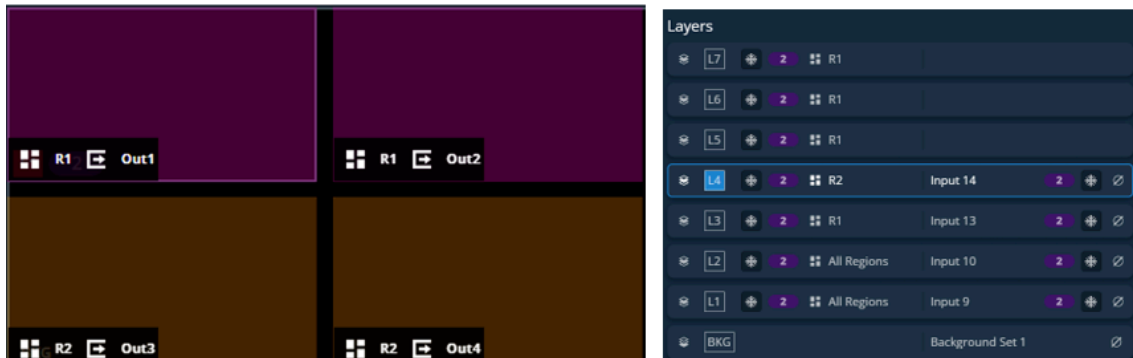 R1 Out1
R1 Out2
R2 Out3
R2 Out4
Layers
L7 2 R1
L6 2 R1
L5 2 R1
L4 2 R2 Input 14 2
L3 2 R1 Input 13 2
L2 2 All Regions Input 10 2
L1 2 All Regions Input 9 2
BKG Background Set 1